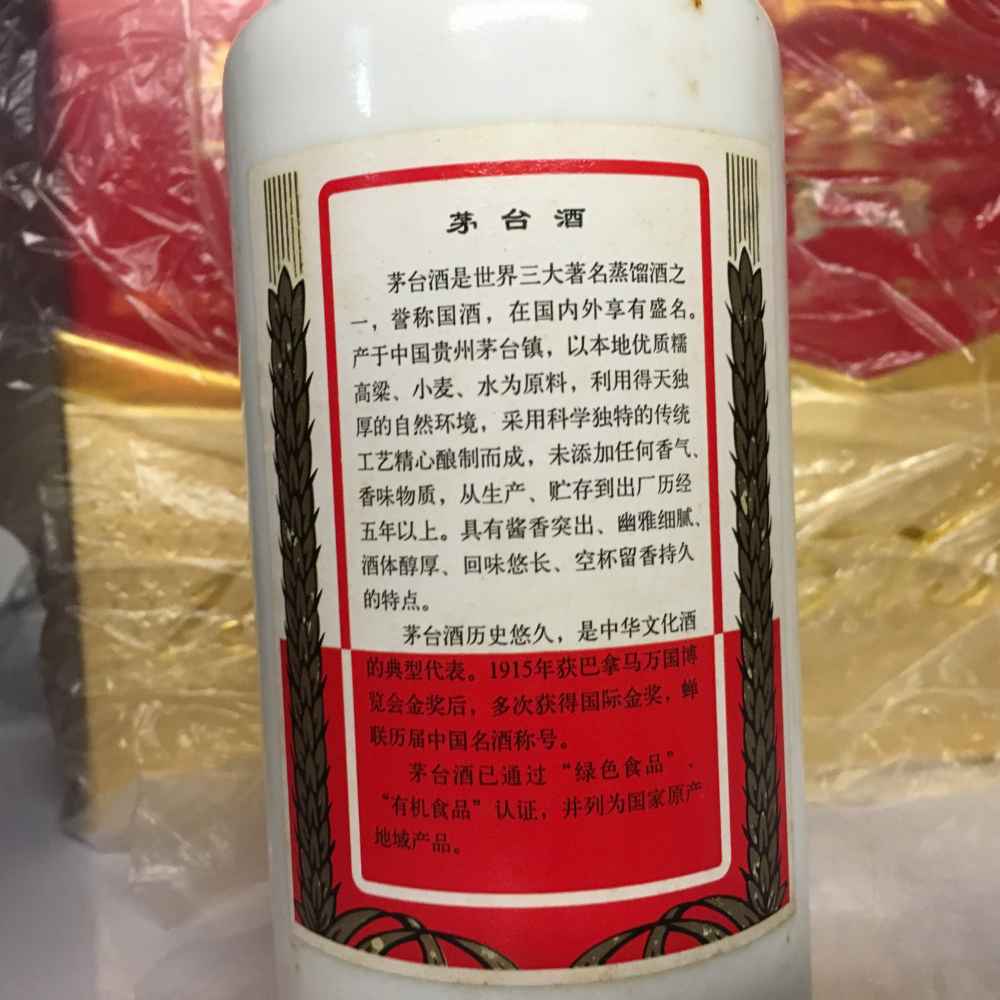 茅台酒
茅台酒是世界三大著名蒸馏酒之
一，誉称国酒，在国内外享有盛名。
产于中国贵州茅台镇，以本地优质糯
高粱、小麦、水为原料，利用得天独
厚的自然环境，采用科学独特的传统
工艺精心酿制而成，未添加任何香气、
香味物质，从生产、贮存到出厂历经
五年以上。具有酱香突出、幽雅细腻、
酒体醇厚、回味悠长、空杯留香持久
的特点。
茅台酒历史悠久，是中华文化酒
的典型代表。1915年获巴拿马万国博
览会金奖后，多次获得国际金奖，蝉
联历届中国名酒称号。
茅台酒已通过“绿色食品”、
“有机食品”认证，并列为国家原产
地域产品。